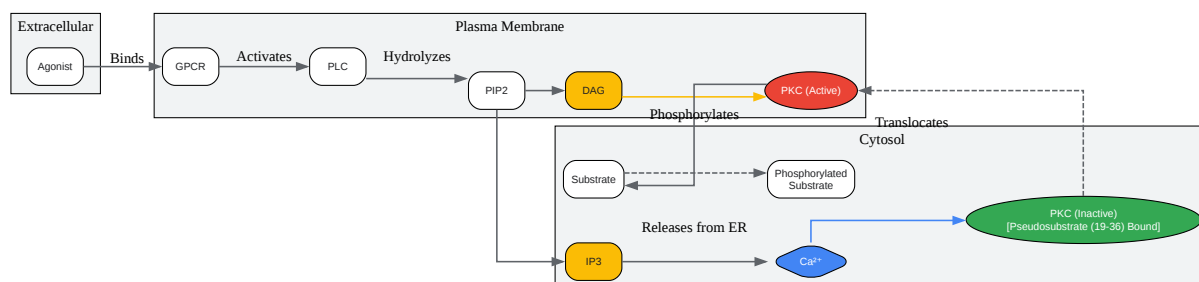 Extracellular
Plasma Membrane
Agonist
Binds
GPCR
Activates
PLC
Hydrolyzes
PIP2
DAG
PKC (Active)
Phosphorylates
Translocates
Cytosol
Substrate
Phosphorylated
Substrate
PKC (Inactive)
[Pseudosubstrate (19-36) Bound]
Releases from ER
IP3
Ca²⁺